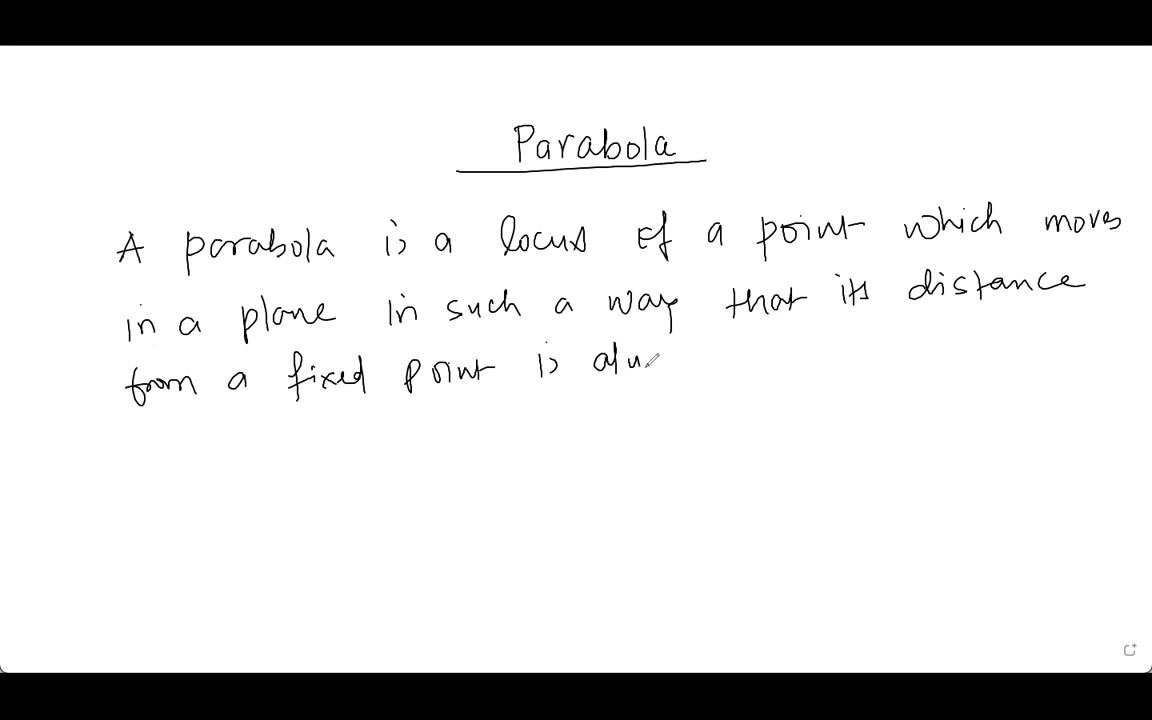 Parabola
A parabola is a locus of a point which moves
in a plane in such a way that its distance
from a fixed point is